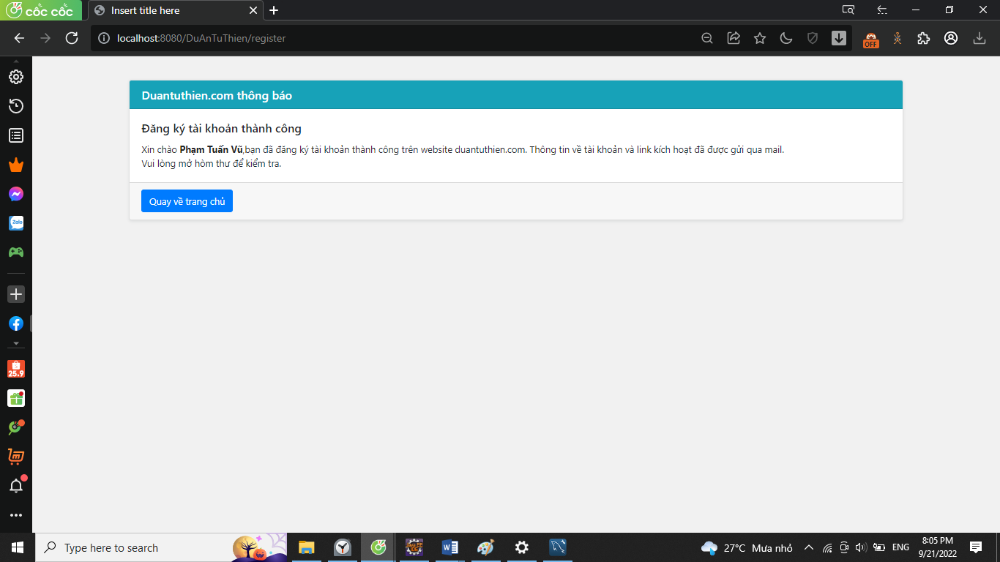 cốc cốc
Insert title here
localhost:8080/DuAnTuThien/register
OFF
Duantuthien.com thông báo
Đăng ký tài khoản thành công
Xin chào Phạm Tuấn Vũ,bạn đã đăng ký tài khoản thành công trên website duantuthien.com. Thông tin về tài khoản và link kích hoạt đã được gửi qua mail.
Vui lòng mở hòm thư để kiểm tra.
Quay về trang chủ
Zalo
25.9
Type here to search
27°C Mưa nhỏ
ENG
8:05 PM
9/21/2022